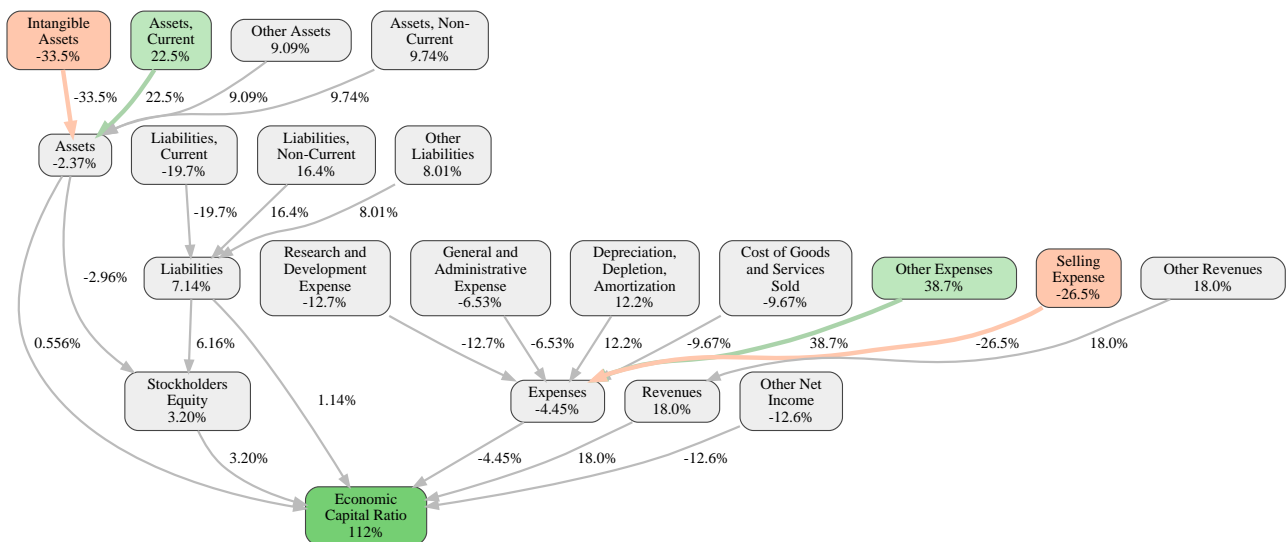 Intangible
Assets
-33.5%
Assets,
Current
22.5%
Other Assets
9.09%
Assets, Non-
Current
9.74%
-33.5%
22.5%
9.09%
9.74%
Assets
-2.37%
Liabilities,
Current
-19.7%
Liabilities,
Non-Current
16.4%
Other
Liabilities
8.01%
-19.7%
16.4%
8.01%
Liabilities
7.14%
Research and
Development
Expense
-12.7%
General and
Administrative
Expense
-6.53%
Depreciation,
Depletion,
Amortization
12.2%
Cost of Goods
and Services
Sold
-9.67%
Other Expenses
38.7%
Selling
Expense
-26.5%
Other Revenues
18.0%
-2.96%
0.556%
6.16%
-12.7%
-6.53%
12.2%
-9.67%
38.7%
-26.5%
18.0%
Stockholders
Equity
3.20%
1.14%
Expenses
-4.45%
Revenues
18.0%
Other Net
Income
-12.6%
3.20%
-4.45%
18.0%
-12.6%
Economic
Capital Ratio
112%